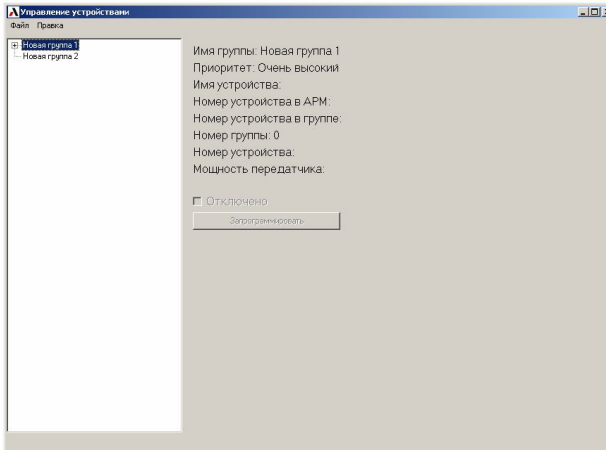 Управление устройствами
Файл Правка
Новая группа 1
Новая группа 2
Имя группы: Новая группа 1
Приоритет: Очень высокий
Имя устройства:
Номер устройства в АРМ:
Номер устройства в группе:
Номер группы: 0
Номер устройства:
Мощность передатчика:
Отключено
Запрограммировать